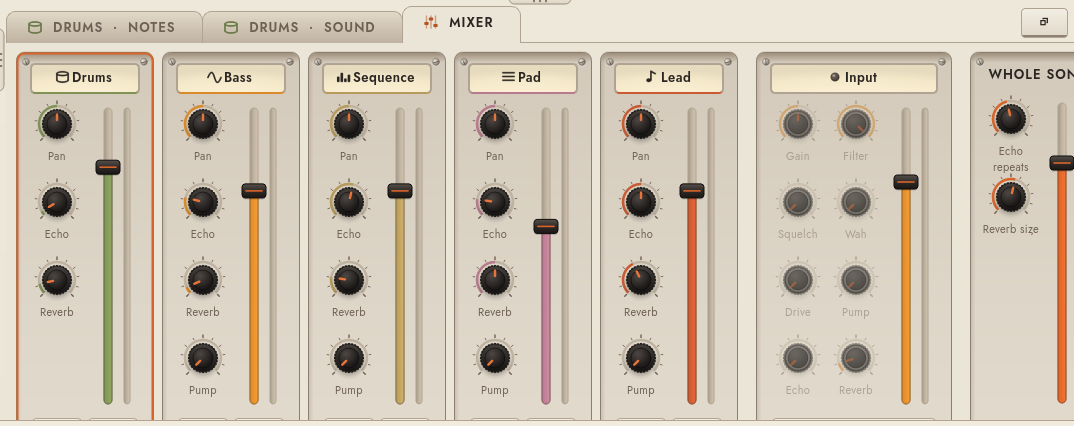 DRUMS · NOTES
DRUMS · SOUND
MIXER
Drums
Bass
Sequence
Pad
Lead
Input
WHOLE SON
Pan
Pan
Pan
Pan
Pan
Gain
Filter
Echo
repeats
Echo
Echo
Echo
Echo
Echo
Squelch
Wah
Reverb size
Reverb
Reverb
Reverb
Reverb
Reverb
Drive
Pump
Pump
Pump
Pump
Pump
Echo
Reverb